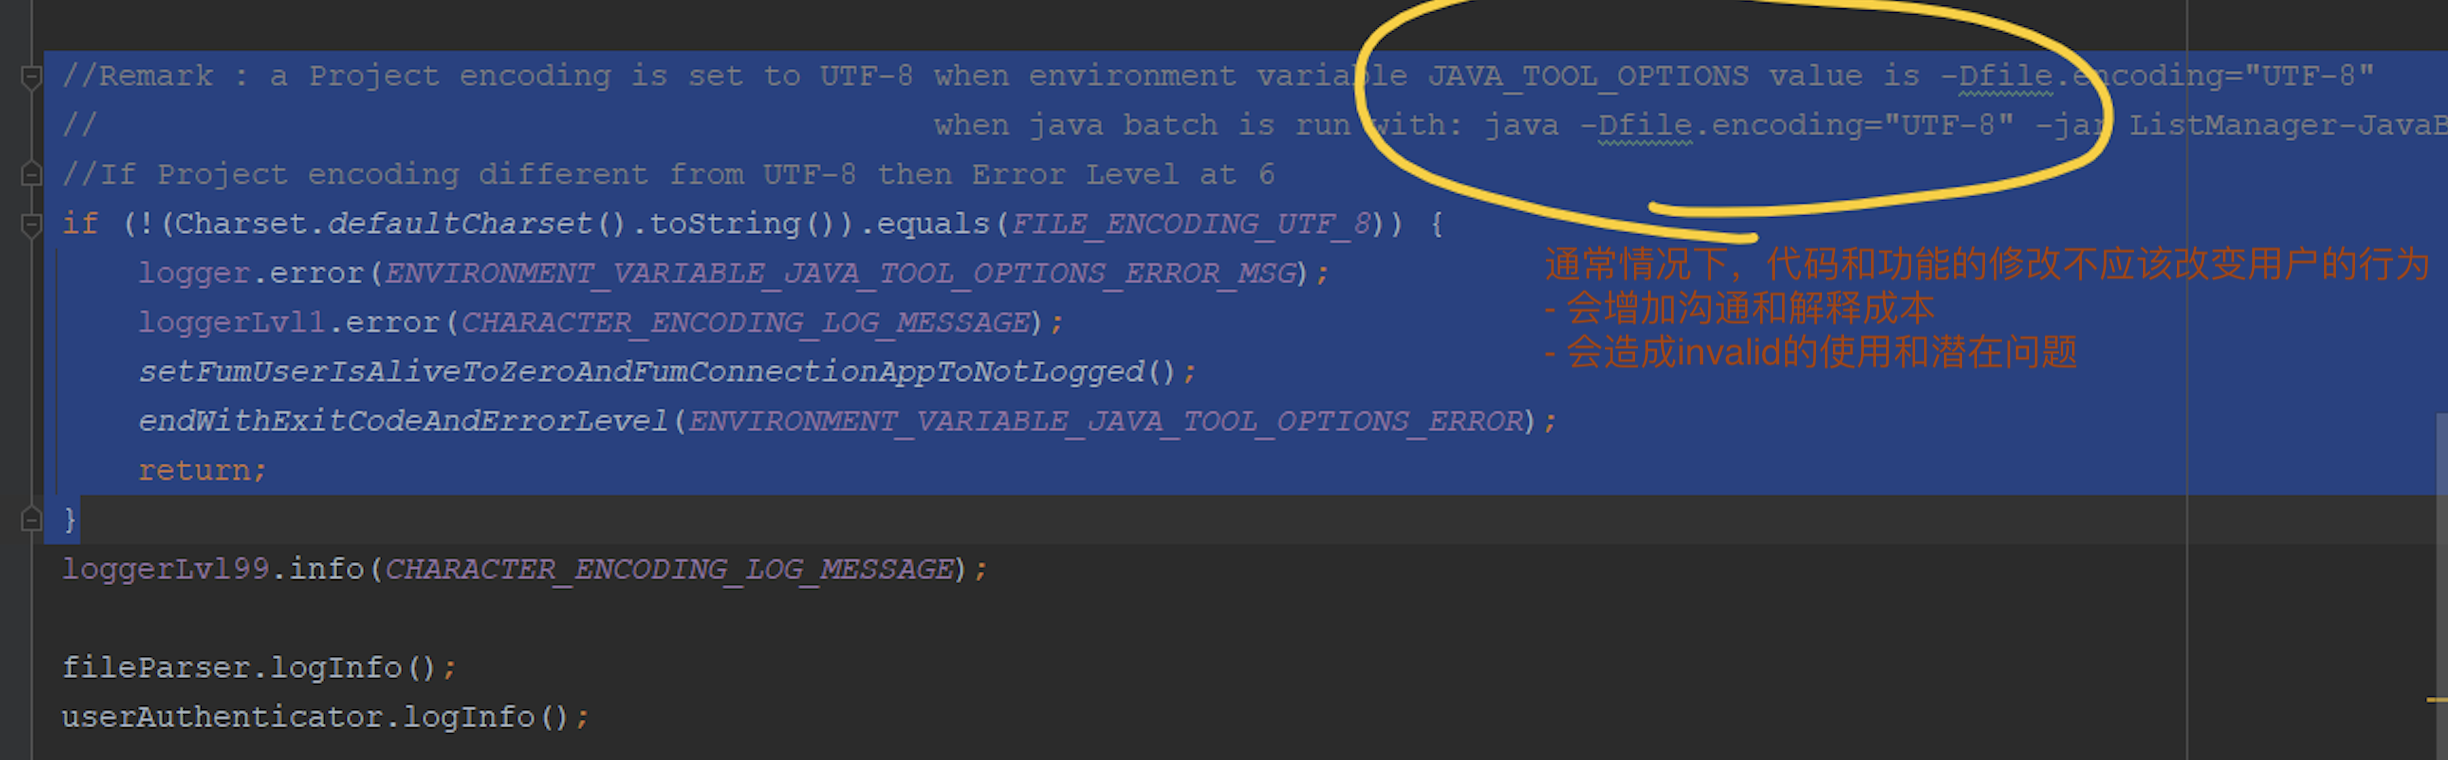 //Remark : a Project encoding is set to UTF-8 when environment variable JAVA_TOOL_OPTIONS value is -Dfile.encoding="UTF-8"
// when java batch is run with: java -Dfile.encoding="UTF-8" -jar ListManager-JavaB
//If Project encoding different from UTF-8 then Error Level at 6
if (!(Charset.defaultCharset().toString()).equals(FILE_ENCODING_UTF_8)) {
logger.error(ENVIRONMENT_VARIABLE_JAVA_TOOL_OPTIONS_ERROR_MSG);
loggerLvl1.error(CHARACTER_ENCODING_LOG_MESSAGE);
setFumUserIsAliveToZeroAndFumConnectionAppToNotLogged();
endWithExitCodeAndErrorLevel(ENVIRONMENT_VARIABLE_JAVA_TOOL_OPTIONS_ERROR);
return;
}
loggerLvl99.info(CHARACTER_ENCODING_LOG_MESSAGE);
fileParser.logInfo();
userAuthenticator.logInfo();
通常情况下，代码和功能的修改不应该改变用户的行为
- 会增加沟通和解释成本
- 会造成invalid的使用和潜在问题